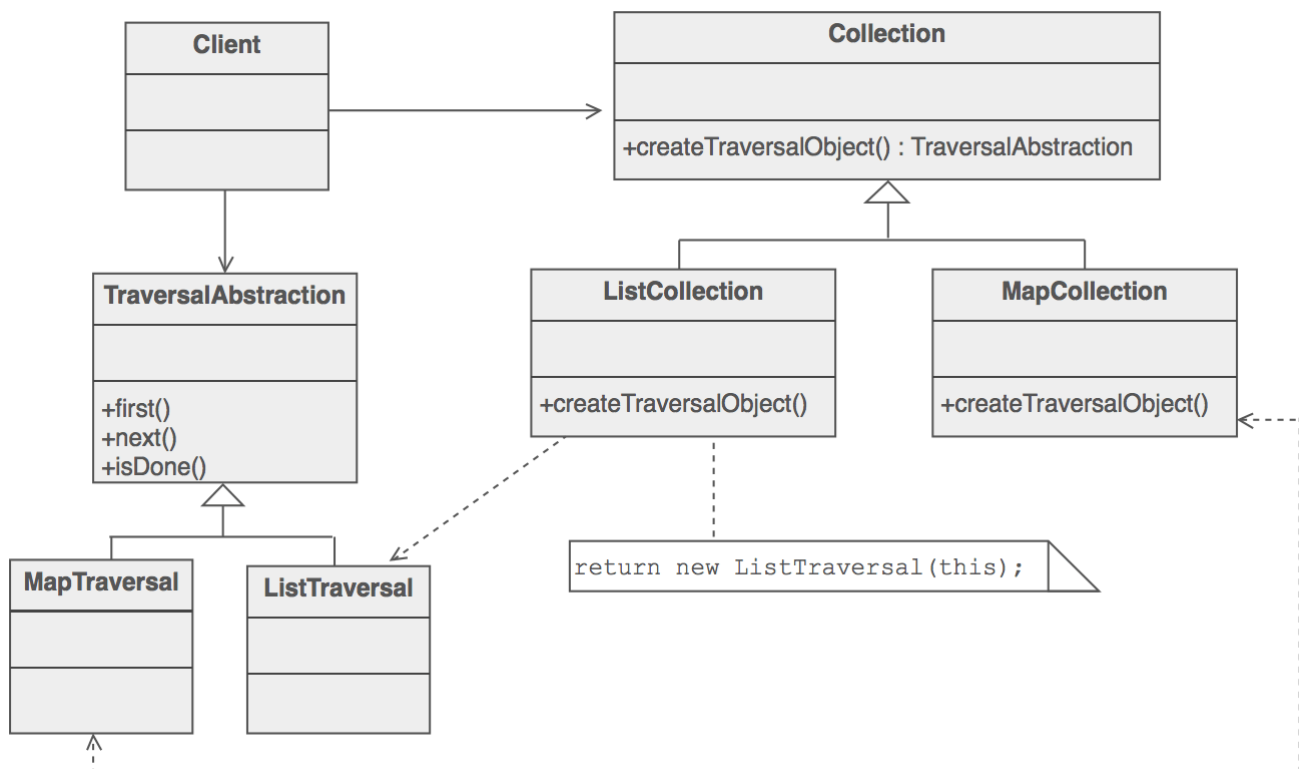 Client
Collection
+createTraversalObject() : TraversalAbstraction
TraversalAbstraction
+first()
+next()
+isDone()
ListCollection
+createTraversalObject()
MapCollection
+createTraversalObject()
return new ListTraversal(this);
MapTraversal
ListTraversal